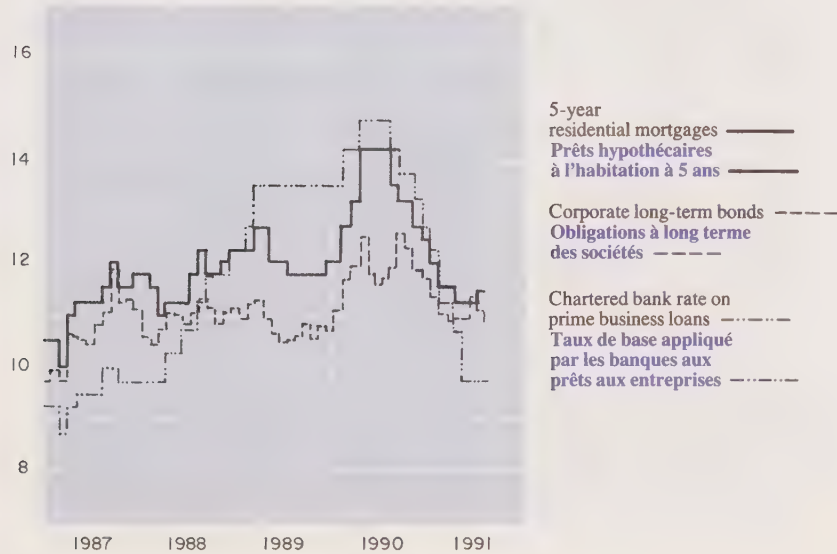 16
14
12
10
8
1987 1988 1989 1990 1991
5-year
residential mortgages
Prêts hypothécaires
à l'habitation à 5 ans
Corporate long-term bonds
Obligations à long terme
des sociétés
Chartered bank rate on
prime business loans
Taux de base appliqué
par les banques aux
prêts aux entreprises